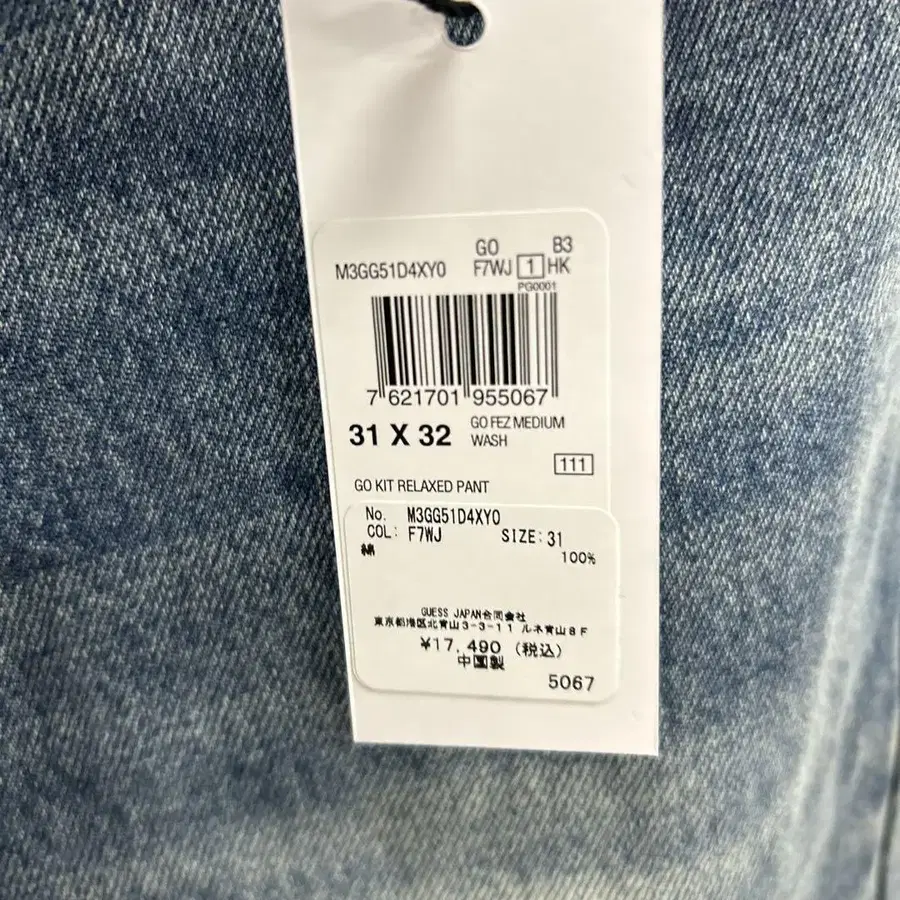 GO B3
M3GG51D4XY0 F7WJ 1 HK
PG0001
7 621701 955067
31 X 32 GO FEZ MEDIUM
WASH
111
GO KIT RELAXED PANT
No. M3GG51D4XY0
COL: F7WJ SIZE:31
綿 100%
GUESS JAPAN合同会社
東京都港区北青山3-3-11 ルネ青山8F
¥17,490 (税込)
中国製
5067